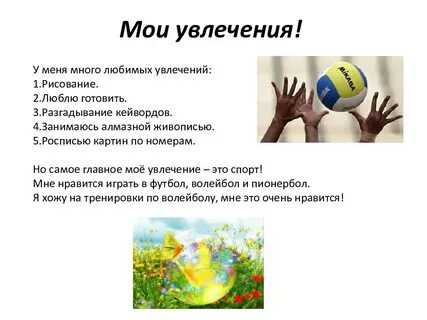 Мои увлечения!
У меня много любимых увлечений:
1.Рисование.
2.Люблю готовить.
3.Разгадывание кейвордов.
4.Занимаюсь алмазной живописью.
5.Росписью картин по номерам.
Но самое главное моё увлечение – это спорт!
Мне нравится играть в футбол, волейбол и пионербол.
Я хожу на тренировки по волейболу, мне это очень нравится!
MIKASA